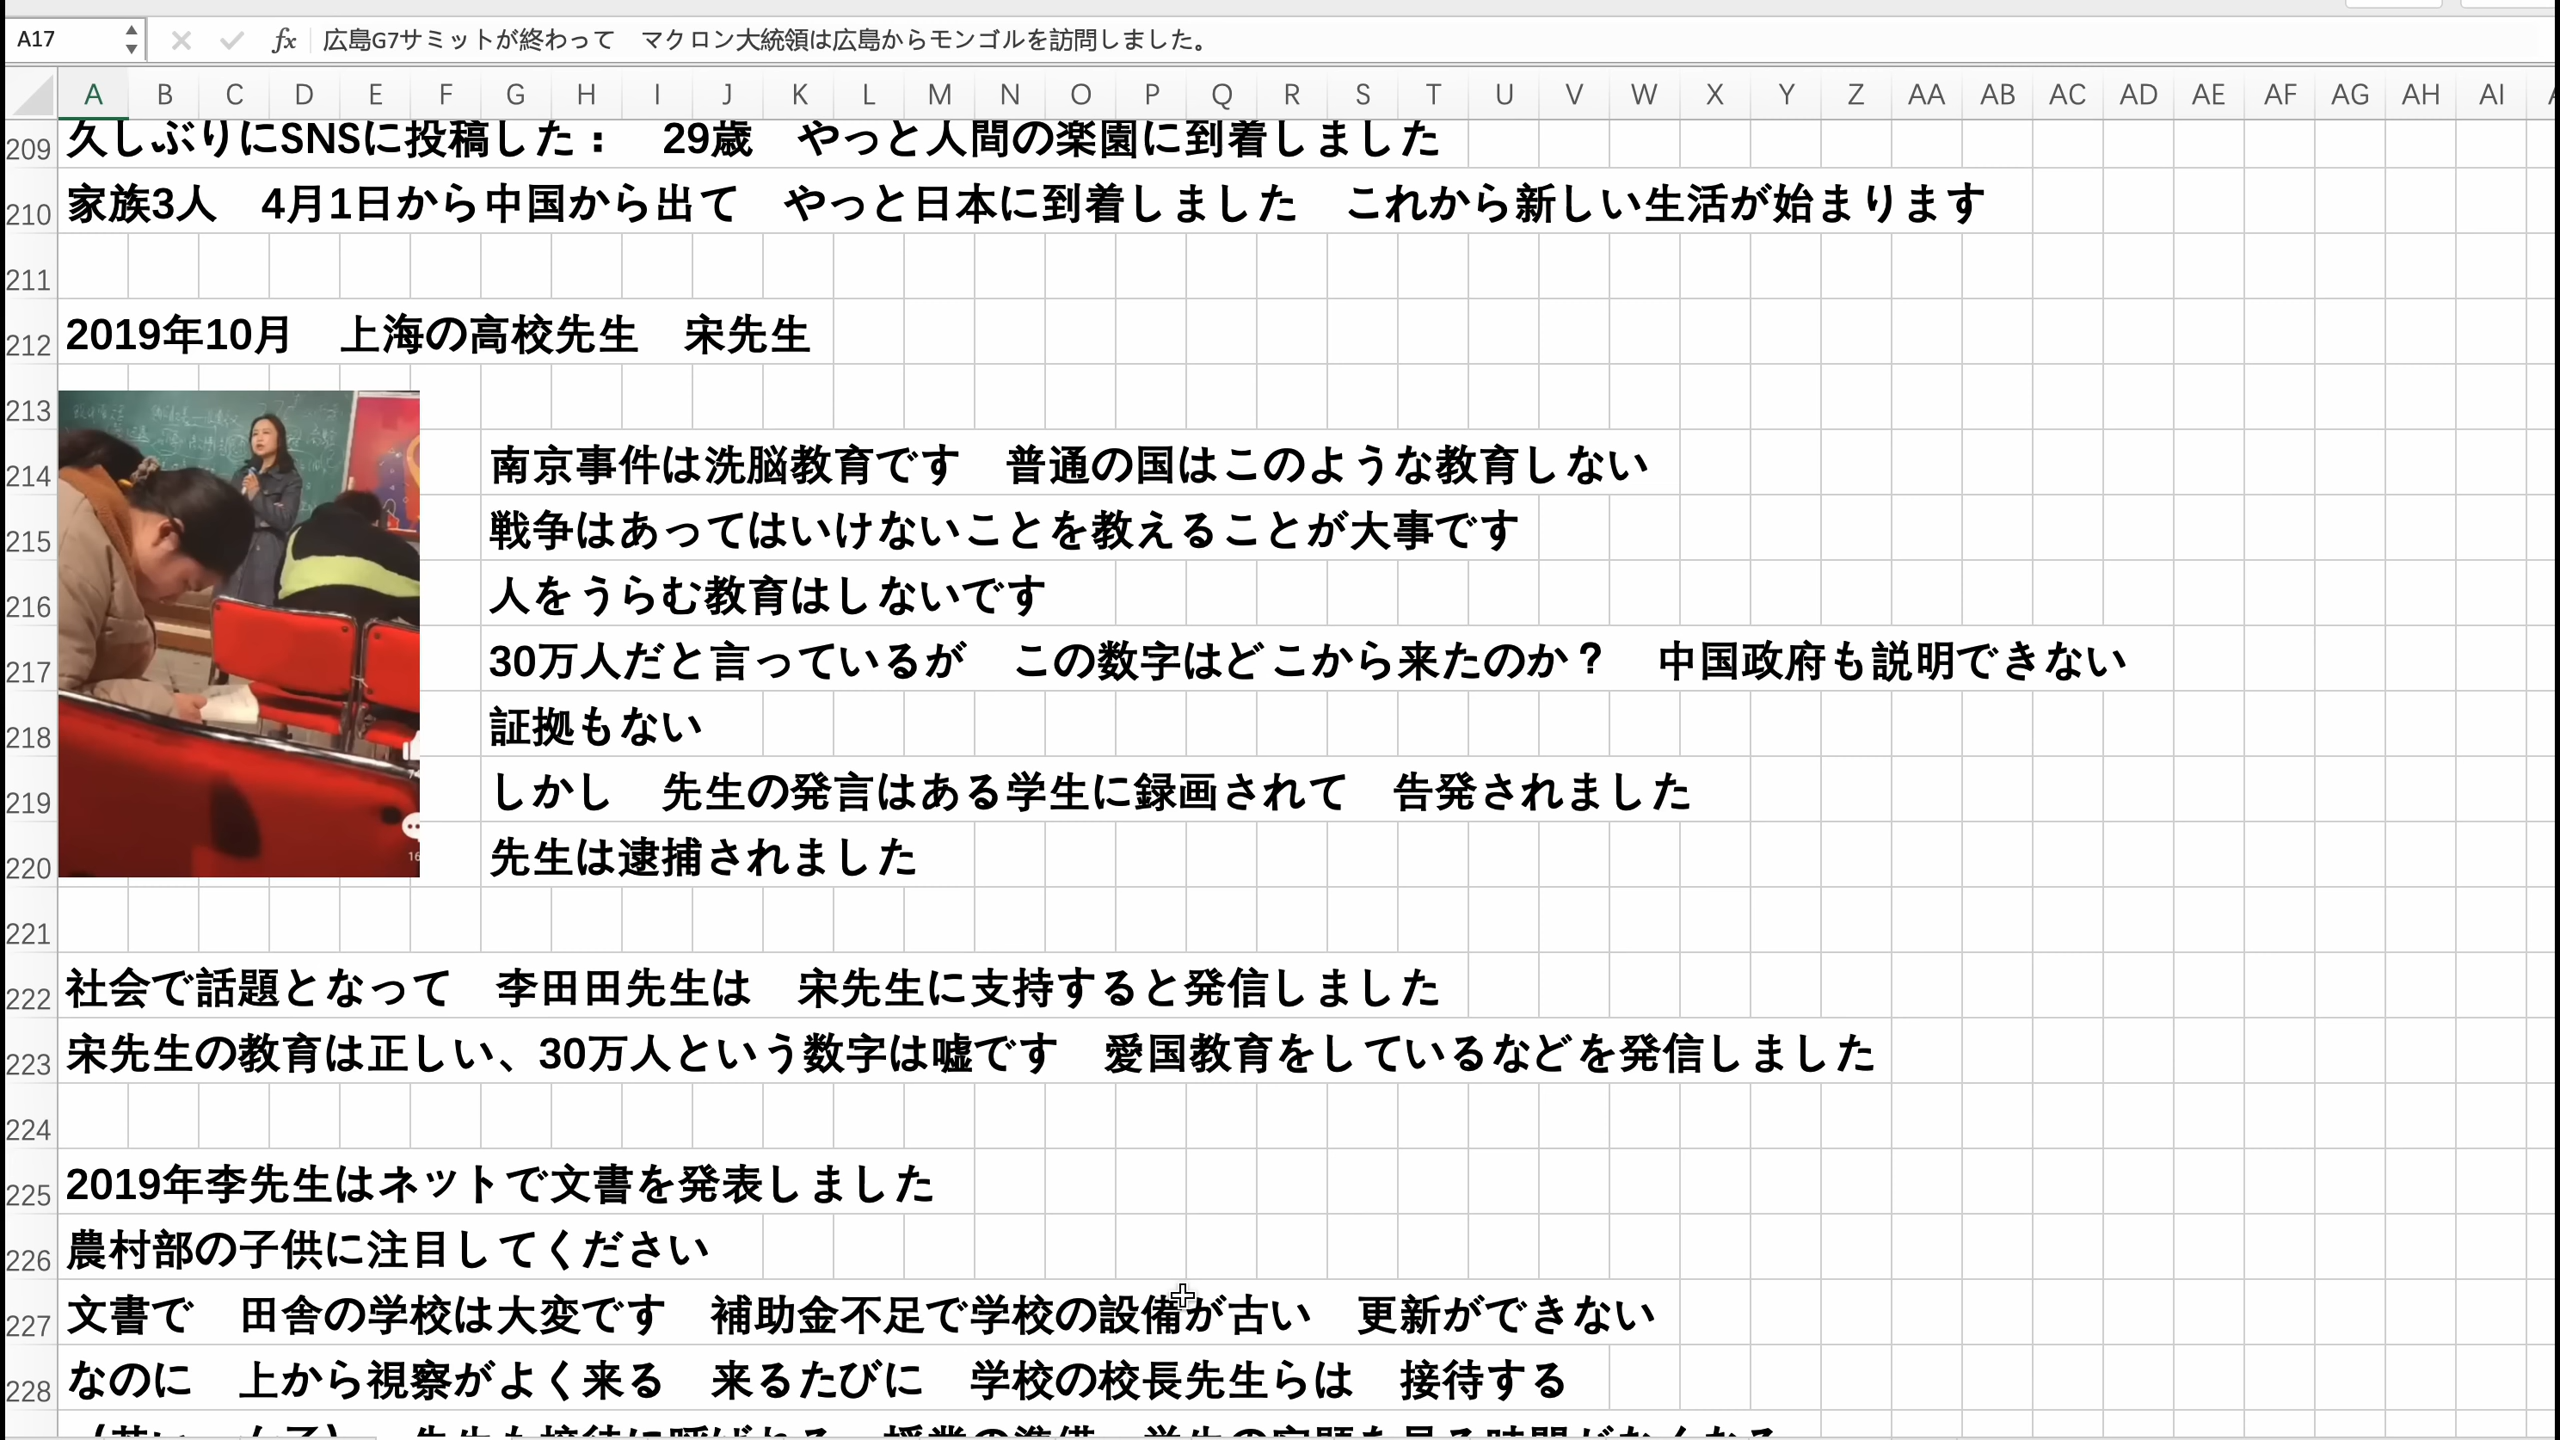 A17 fx 広島G7サミットが終わって　マクロン大統領は広島からモンゴルを訪問しました。
A B C D E F G H I J K L M N O P Q R S T U V W X Y Z AA AB AC AD AE AF AG AH AI
209 久しぶりにSNSに投稿した：　29歳　やっと人間の楽園に到着しました
210 家族3人　4月1日から中国から出て　やっと日本に到着しました　これから新しい生活が始まります
211
212 2019年10月　上海の高校先生　宋先生
213
214 南京事件は洗脳教育です　普通の国はこのような教育しない
215 戦争はあってはいけないことを教えることが大事です
216 人をうらむ教育はしないです
217 30万人だと言っているが　この数字はどこから来たのか？　中国政府も説明できない
218 証拠もない
219 しかし　先生の発言はある学生に録画されて　告発されました
220 先生は逮捕されました
221
222 社会で話題となって　李田田先生は　宋先生に支持すると発信しました
223 宋先生の教育は正しい、30万人という数字は嘘です　愛国教育をしているなどを発信しました
224
225 2019年李先生はネットで文書を発表しました
226 農村部の子供に注目してください
227 文書で　田舎の学校は大変です　補助金不足で学校の設備が古い　更新ができない
228 なのに　上から視察がよく来る　来るたびに　学校の校長先生らは　接待する